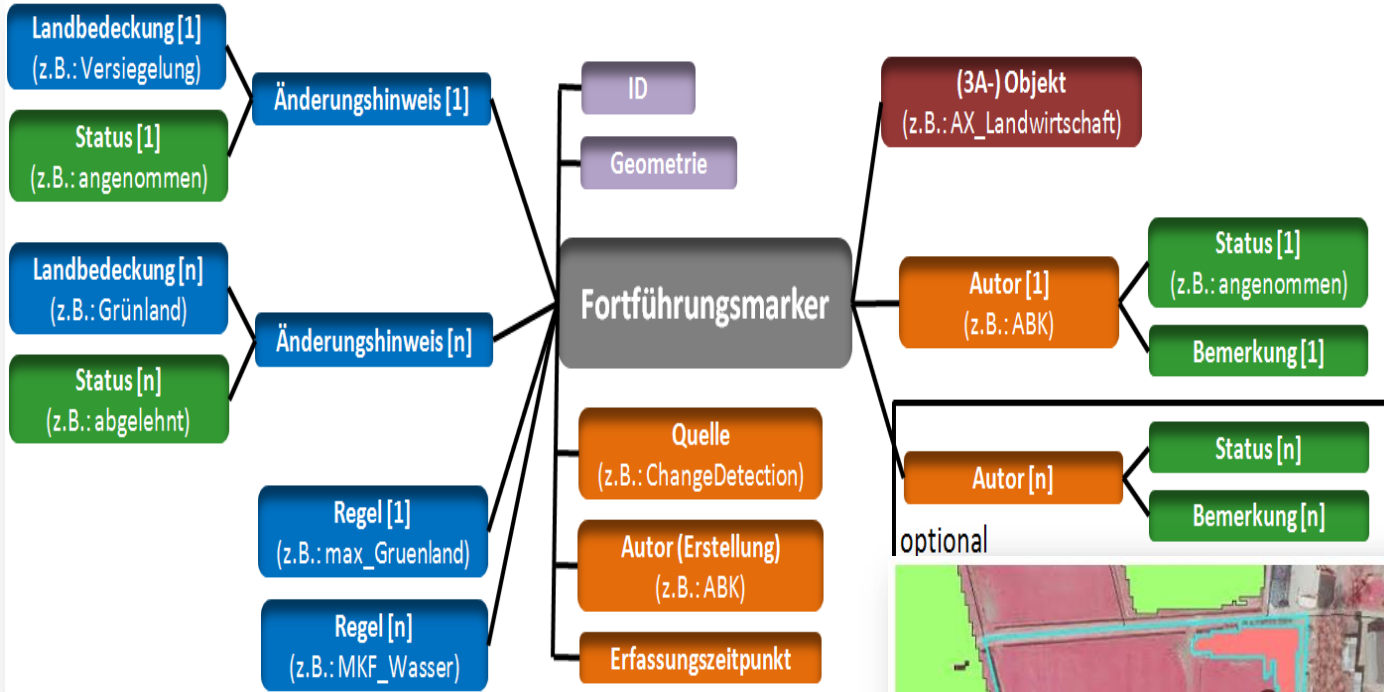 Landbedeckung [1]
(z.B.: Versiegelung)
Status [1]
(z.B.: angenommen)
Änderungshinweis [1]
Landbedeckung [n]
(z.B.: Grünland)
Status [n]
(z.B.: abgelehnt)
Änderungshinweis [n]
Regel [1]
(z.B.: max_Gruenland)
Regel [n]
(z.B.: MKF_Wasser)
ID
Geometrie
Fortführungsmarker
Quelle
(z.B.: ChangeDetection)
Autor (Erstellung)
(z.B.: ABK)
Erfassungszeitpunkt
(3A-) Objekt
(z.B.: AX_Landwirtschaft)
Autor [1]
(z.B.: ABK)
Status [1]
(z.B.: angenommen)
Bemerkung [1]
Autor [n]
Status [n]
Bemerkung [n]
optional